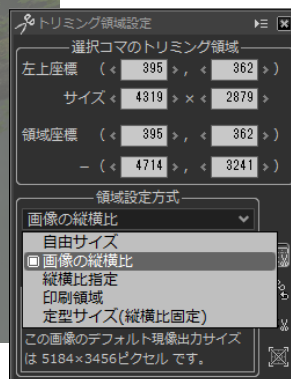 トリミング領域設定
選択コマのトリミング領域
左上座標 ( 395 , 362 )
サイズ 4319 × 2879
領域座標 ( 395 , 362 )
− ( 4714 , 3241 )
領域設定方式
画像の縦横比
自由サイズ
画像の縦横比
縦横比指定
印刷領域
定型サイズ(縦横比固定)
この画像のデフォルト現像出力サイズ
は 5184×3456ピクセル です。